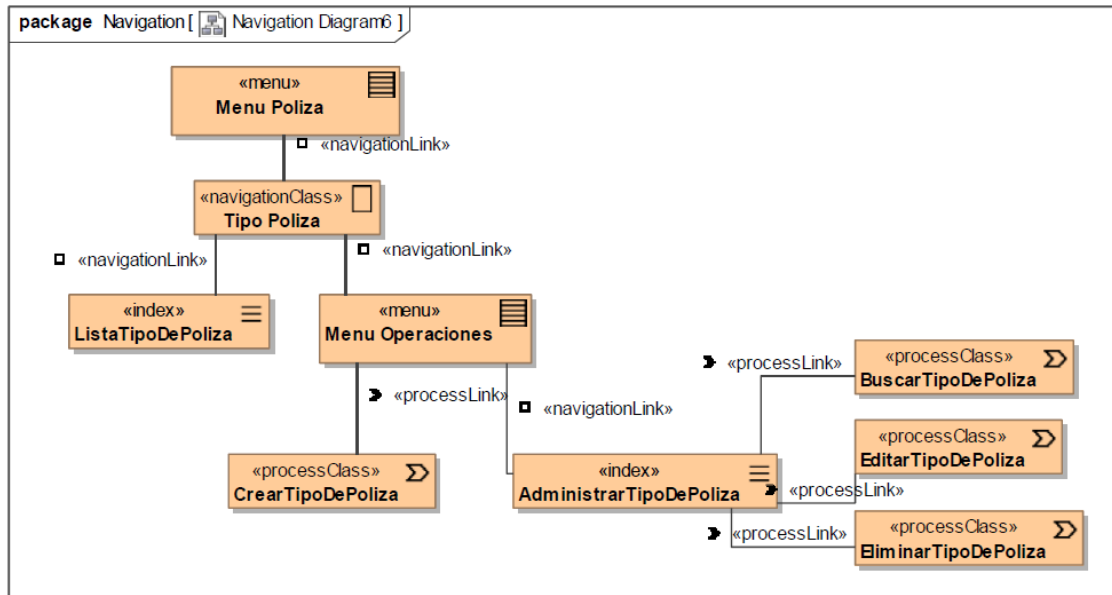 package Navigation [ Navigation Diagram6 ]
«menu»
Menu Poliza
«navigationLink»
«navigationClass»
Tipo Poliza
«navigationLink»
«navigationLink»
«index»
ListaTipoDePoliza
«menu»
Menu Operaciones
«processLink»
«navigationLink»
«processClass»
CrearTipoDePoliza
«index»
AdministrarTipoDePoliza
«processLink»
«processClass»
BuscarTipoDePoliza
«processLink»
«processClass»
EditarTipoDePoliza
«processLink»
«processClass»
EliminarTipoDePoliza